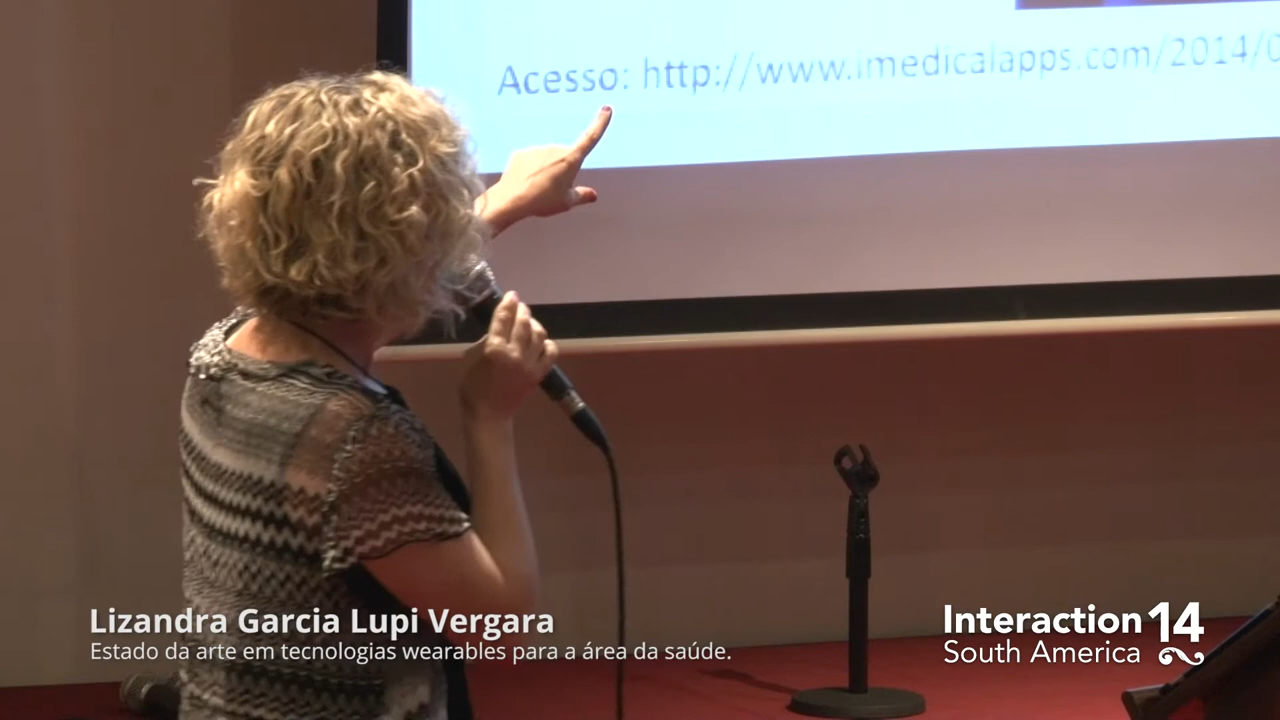 Acesso: http://www.imedicalapps.com/2014/0
Lizandra Garcia Lupi Vergara
Estado da arte em tecnologias wearables para a área da saúde.
Interaction 14
South America